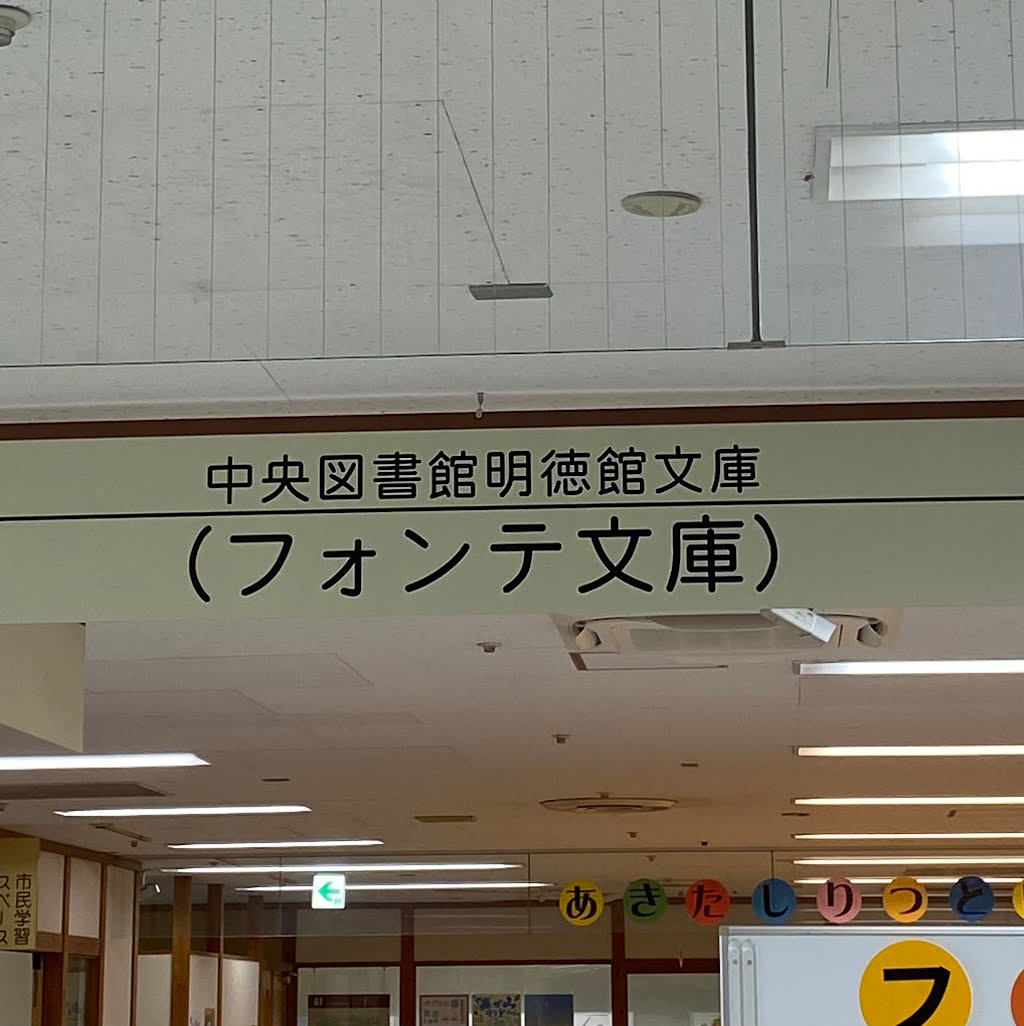 中央図書館明徳館文庫
(フォンテ文庫)
市民学習
スペース
あきたしりつと
フ